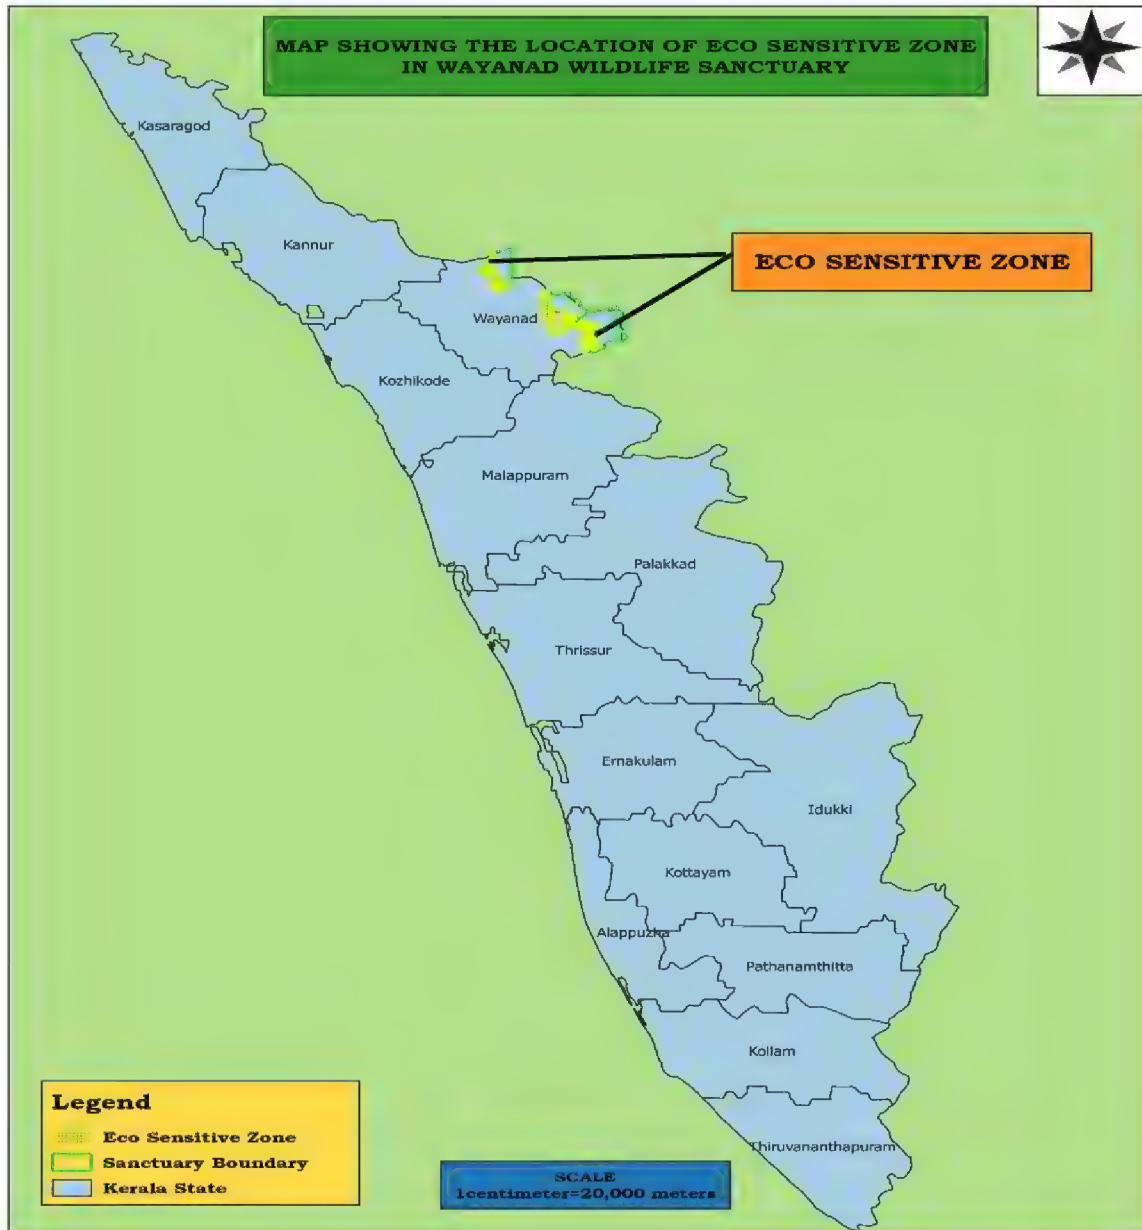 MAP SHOWING THE LOCATION OF ECO SENSITIVE ZONE
IN WAYANAD WILDLIFE SANCTUARY
Kasaragod
Kannur
ECO SENSITIVE ZONE
Wayanad
Kozhikode
Malappuram
Palakkad
Thrissur
Ernakulam
Idukki
Kottayam
Alappuzha
Pathanamthitta
Kollam
Thiruvananthapuram
Legend
Eco Sensitive Zone
Sanctuary Boundary
Kerala State
SCALE
1centimeter=20,000 meters